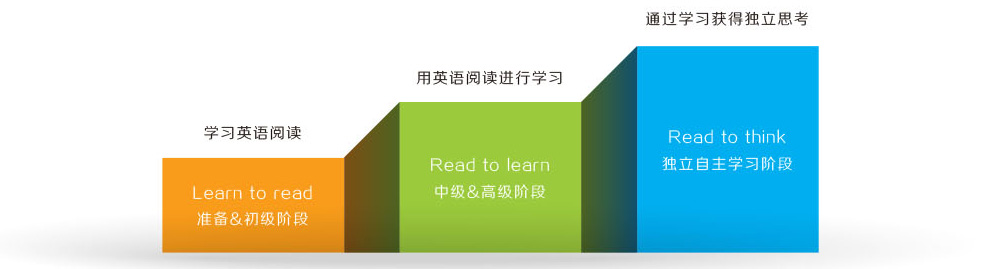 学习英语阅读
Learn to read
准备&初级阶段
用英语阅读进行学习
Read to learn
中级&高级阶段
通过学习获得独立思考
Read to think
独立自主学习阶段